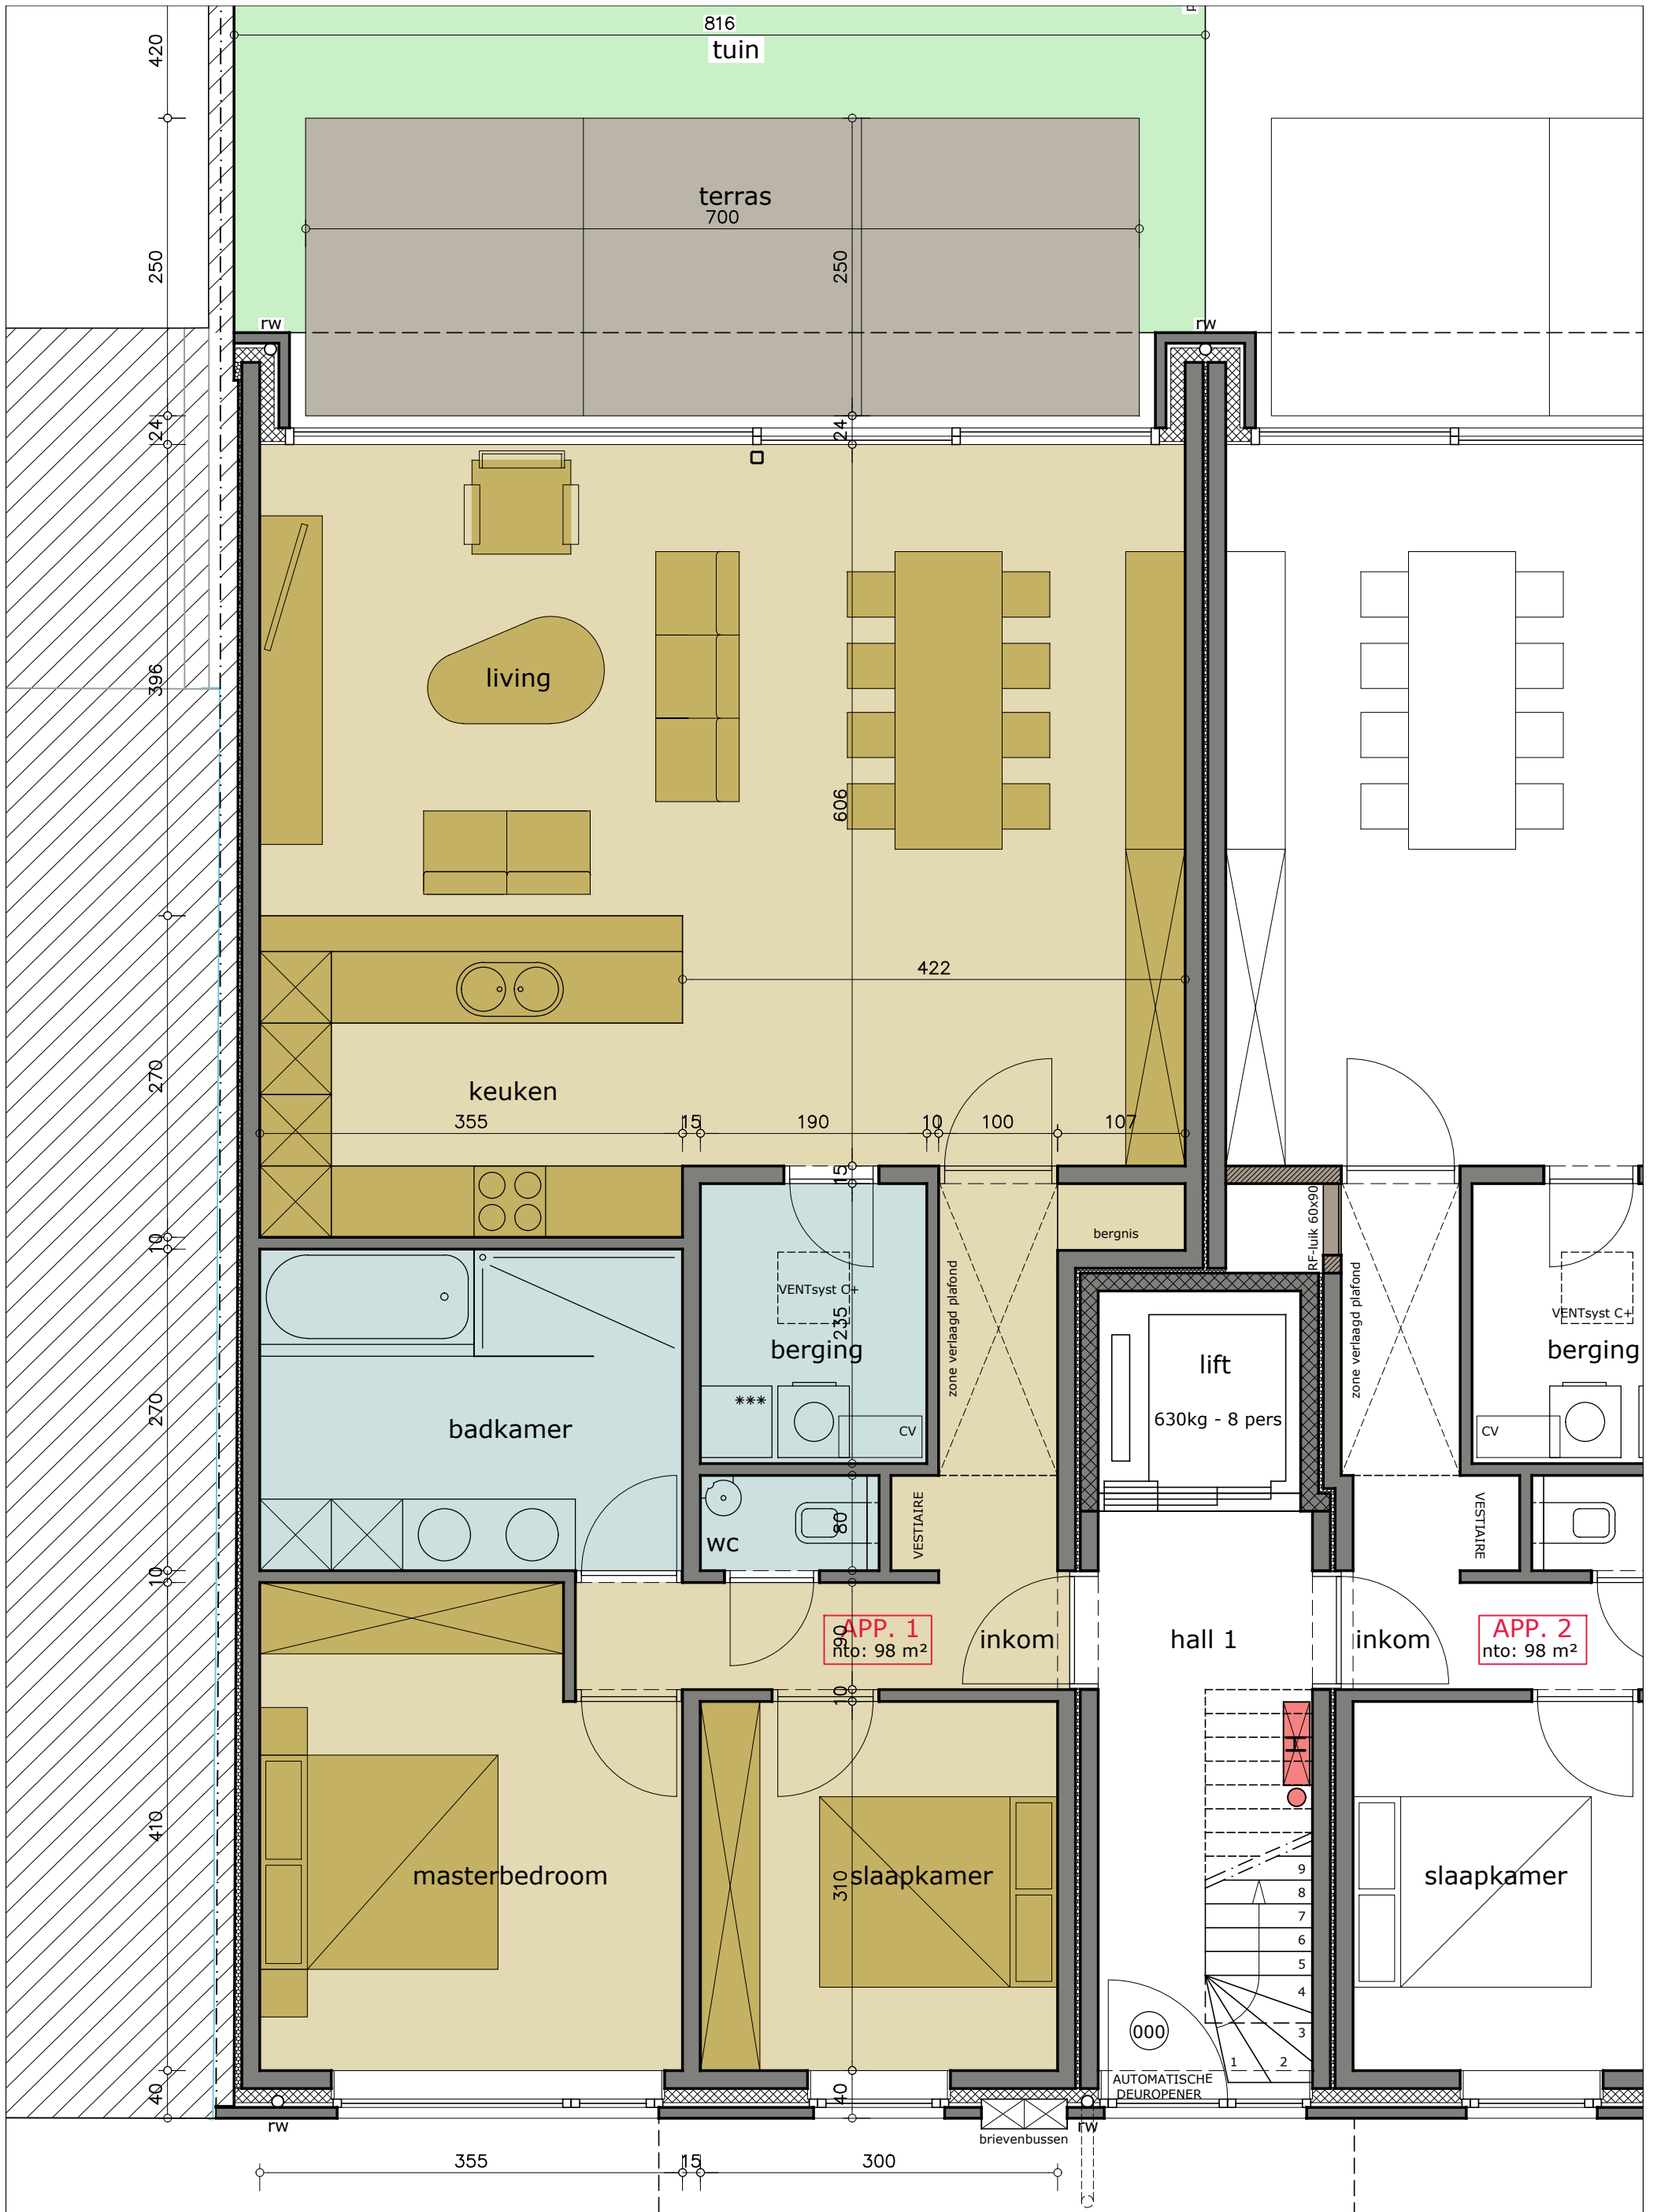 816
tuin
420
terras
700
250
250
rw
rw
24
24
living
396
606
422
keuken
270
355
15
190
10
100
107
15
bergnis
10
RF-luik 60x90
VENTsyst C+
235
berging
zone verlaagd plafond
zone verlaagd plafond
VENTsyst C+
berging
lift
630kg - 8 pers
270
badkamer
***
CV
CV
wc
80
VESTIAIRE
VESTIAIRE
10
APP. 1
nto: 98 m²
390
inkom
hall 1
inkom
APP. 2
nto: 98 m²
10
H
410
masterbedroom
310
slaapkamer
slaapkamer
9
8
7
6
5
4
3
2
1
000
AUTOMATISCHE
DEUROPENER
40
40
rw
rw
brievenbussen
355
15
300